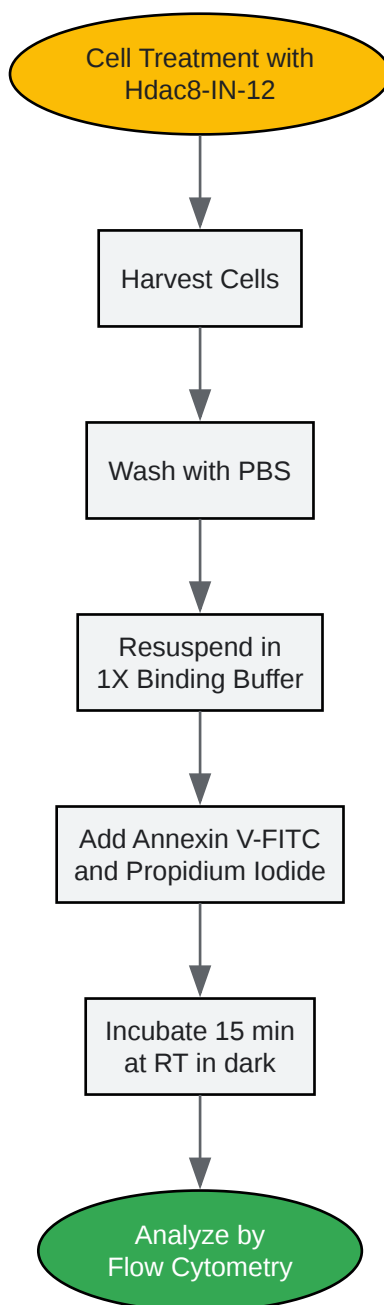 Cell Treatment with
Hdac8-IN-12
Harvest Cells
Wash with PBS
Resuspend in
1X Binding Buffer
Add Annexin V-FITC
and Propidium Iodide
Incubate 15 min
at RT in dark
Analyze by
Flow Cytometry